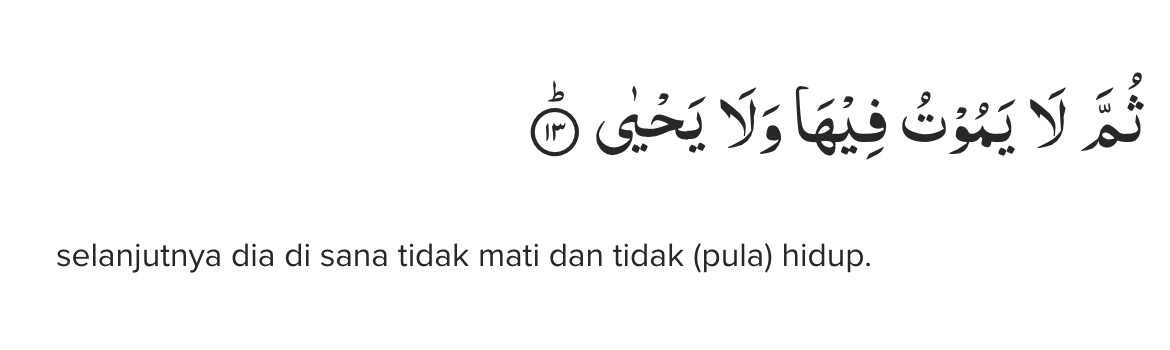 ثُمَّ لَا يَمُوْتُ فِيْهَا وَلَا يَحْيٰىۗ ١٣
selanjutnya dia di sana tidak mati dan tidak (pula) hidup.